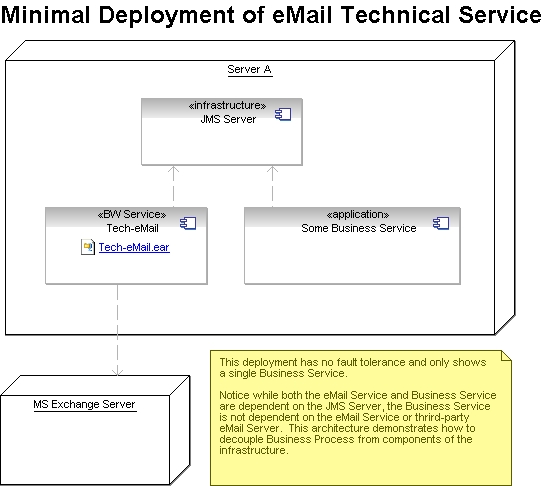 Minimal Deployment of eMail Technical Service
Server A
«infrastructure»
JMS Server
«BW Service»
Tech-eMail
Tech-eMail.ear
«application»
Some Business Service
MS Exchange Server
This deployment has no fault tolerance and only shows
a single Business Service.
Notice while both the eMail Service and Business Service
are dependent on the JMS Server, the Business Service
is not dependent on the eMail Service or thrird-party
eMail Server.  This architecture demonstrates how to
decouple Business Process from components of the
infrastructure.